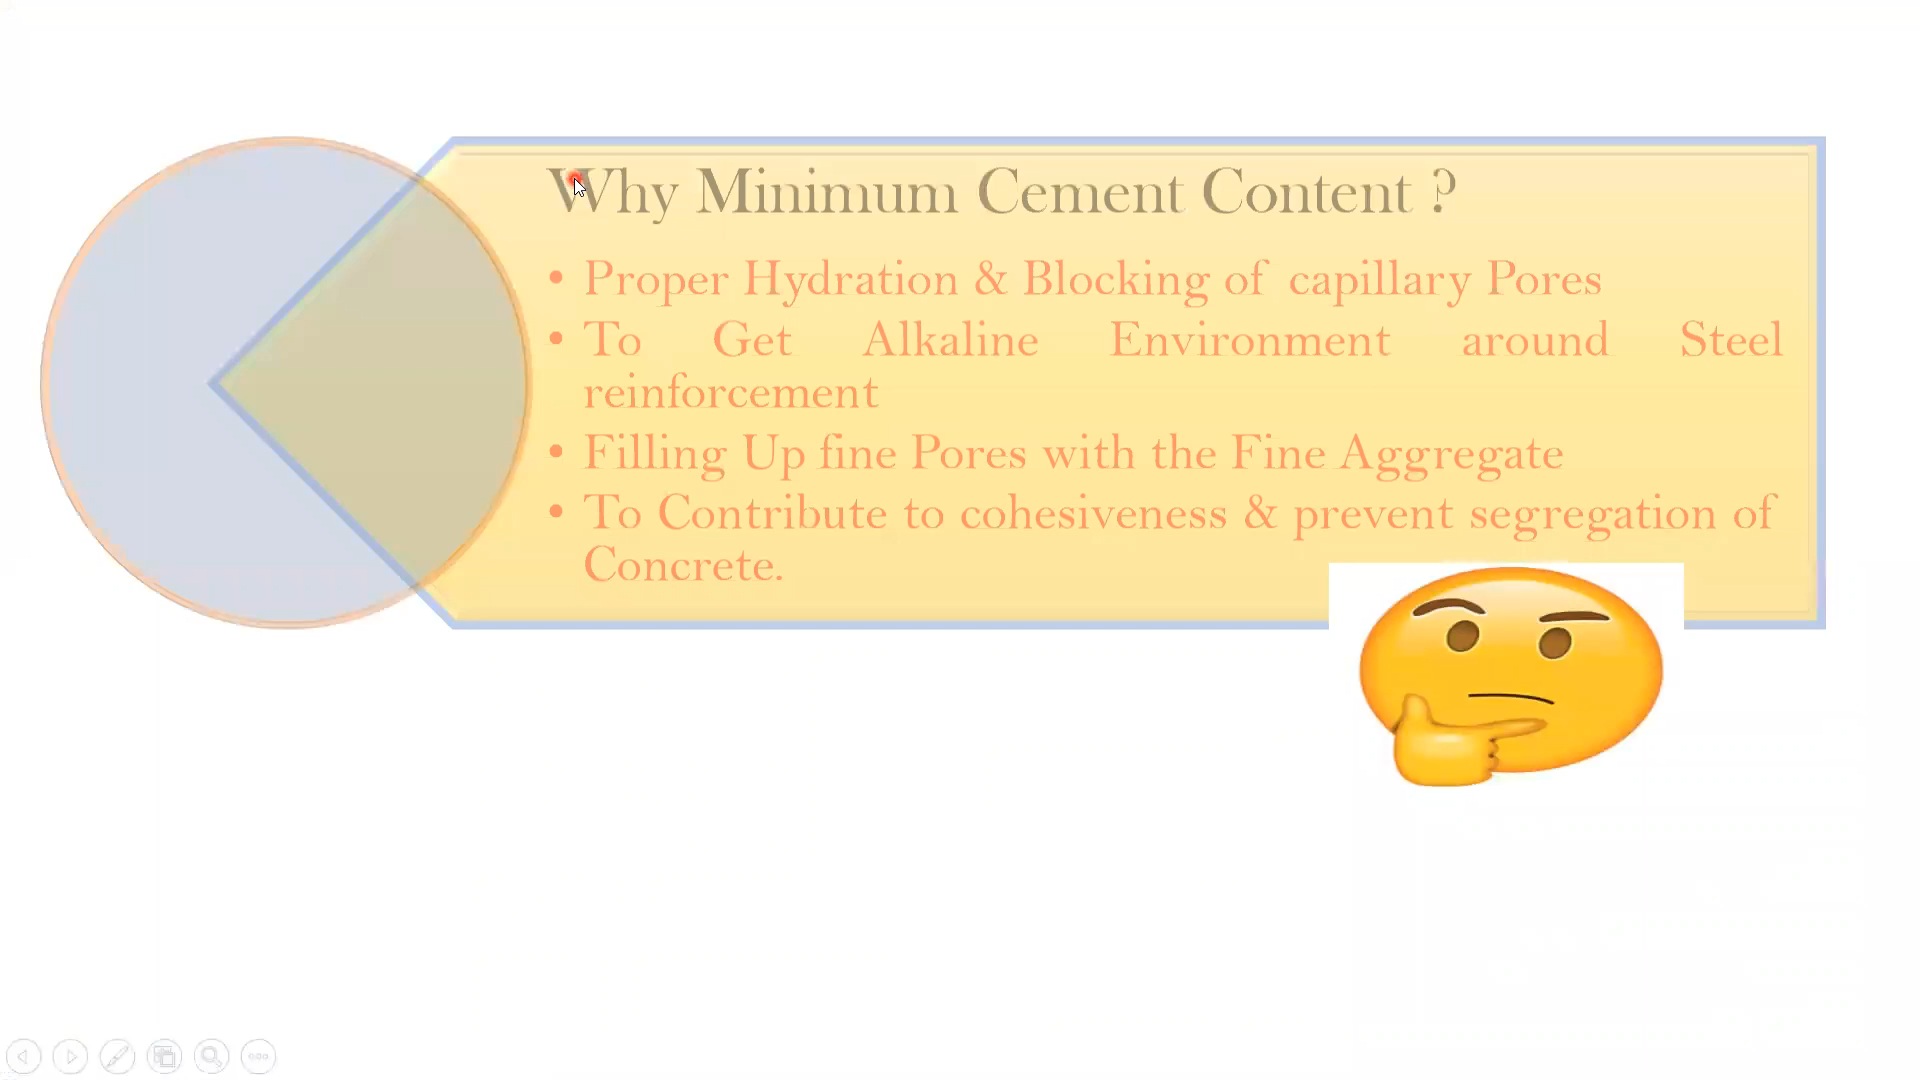 Why Minimum Cement Content ?
• Proper Hydration & Blocking of capillary Pores
• To Get Alkaline Environment around Steel
reinforcement
• Filling Up fine Pores with the Fine Aggregate
• To Contribute to cohesiveness & prevent segregation of
Concrete.